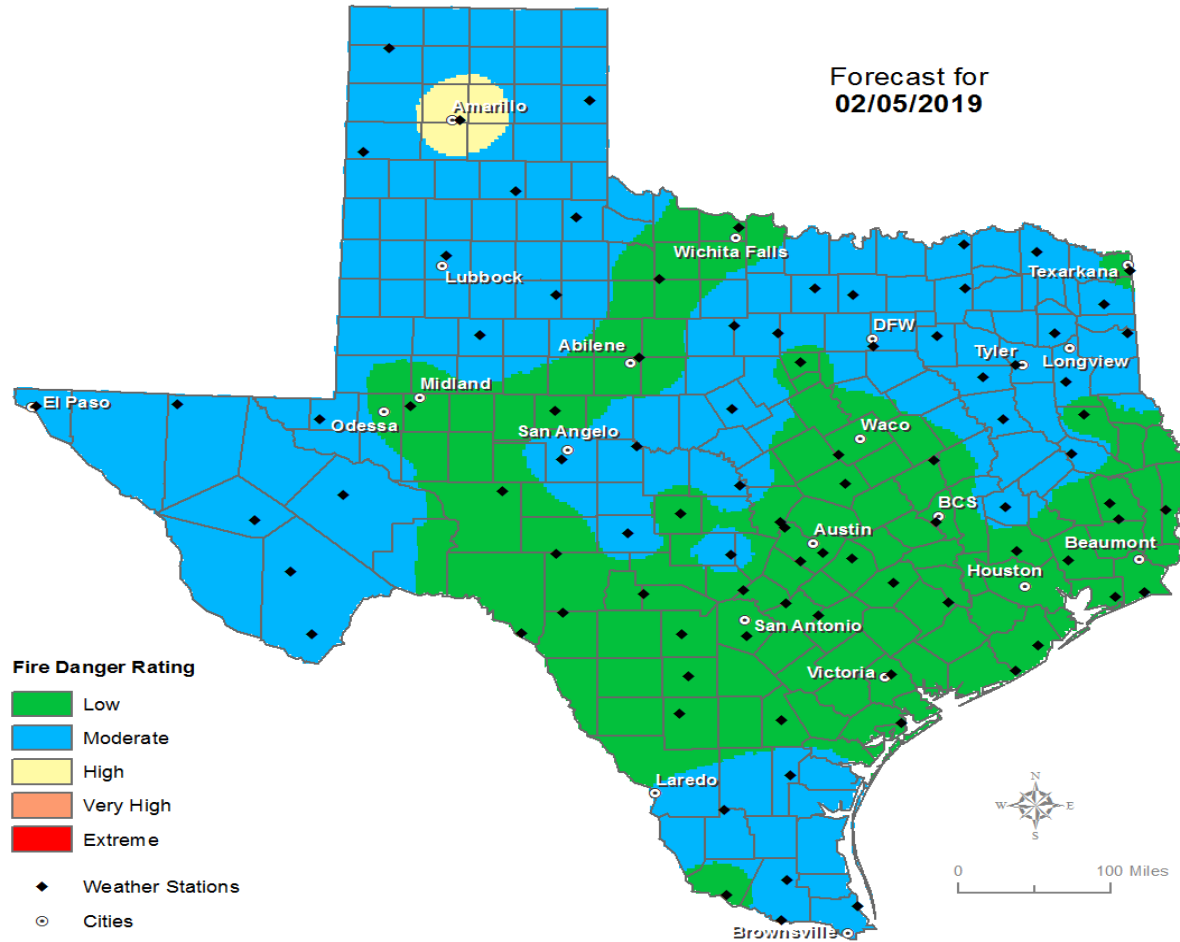 Forecast for
02/05/2019
Amarillo
Wichita Falls
Lubbock
Texarkana
DFW
Abilene
Tyler
Longview
Midland
El Paso
Odessa
San Angelo
Waco
BCS
Austin
Beaumont
Houston
San Antonio
Victoria
Laredo
Brownsville
Fire Danger Rating
Low
Moderate
High
Very High
Extreme
Weather Stations
Cities
N
W E
S
0 100 Miles